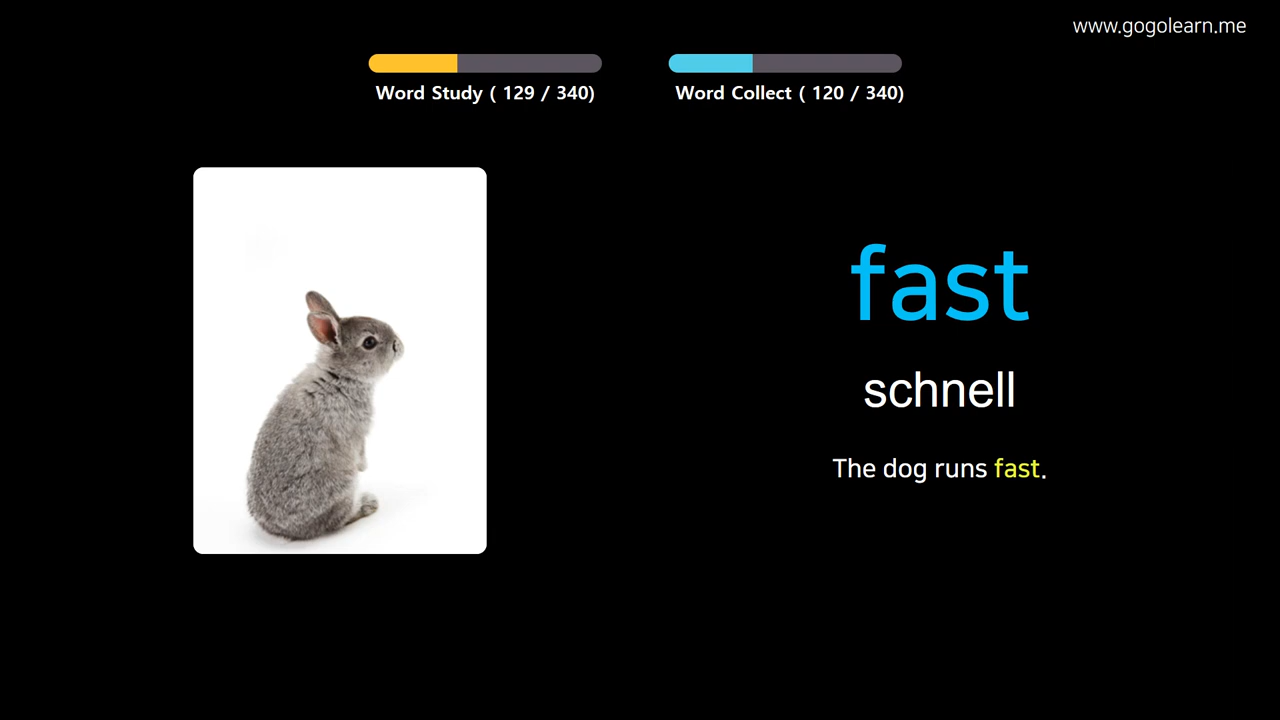 www.gogolearn.me
Word Study ( 129 / 340)
Word Collect ( 120 / 340)
fast
schnell
The dog runs fast.